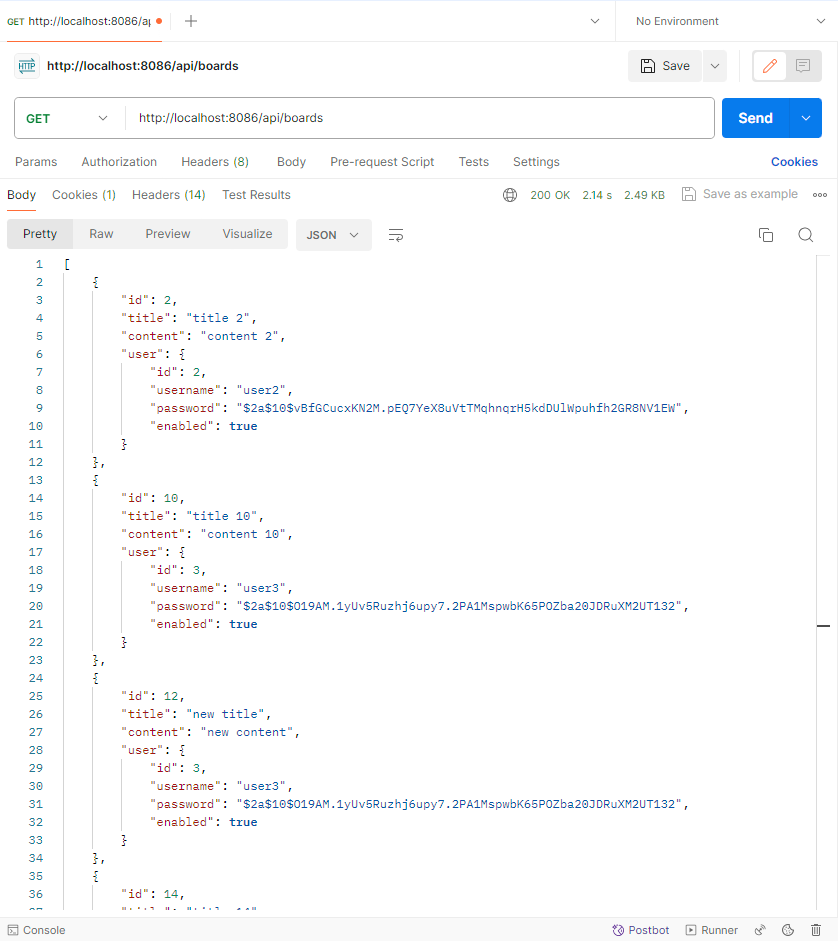 GET http://localhost:8086/a
No Environment
HTTP http://localhost:8086/api/boards
Save
GET http://localhost:8086/api/boards
Send
Params Authorization Headers (8) Body Pre-request Script Tests Settings Cookies
Body Cookies (1) Headers (14) Test Results 200 OK 2.14 s 2.49 KB Save as example
Pretty Raw Preview Visualize JSON
1 [
2 {
3 "id": 2,
4 "title": "title 2",
5 "content": "content 2",
6 "user": {
7 "id": 2,
8 "username": "user2",
9 "password": "$2a$10$vBfGCucxKN2M.pEQ7YeX8uVtTMqhnqrH5kdDUlWpuhfh2GR8NV1EW",
10 "enabled": true
11 }
12 },
13 {
14 "id": 10,
15 "title": "title 10",
16 "content": "content 10",
17 "user": {
18 "id": 3,
19 "username": "user3",
20 "password": "$2a$10$O19AM.1yUv5Ruzhj6upy7.2PA1MspwbK65POZba20JDRuXM2UT132",
21 "enabled": true
22 }
23 },
24 {
25 "id": 12,
26 "title": "new title",
27 "content": "new content",
28 "user": {
29 "id": 3,
30 "username": "user3",
31 "password": "$2a$10$O19AM.1yUv5Ruzhj6upy7.2PA1MspwbK65POZba20JDRuXM2UT132",
32 "enabled": true
33 }
34 },
35 {
36 "id": 14,
Console
Postbot Runner